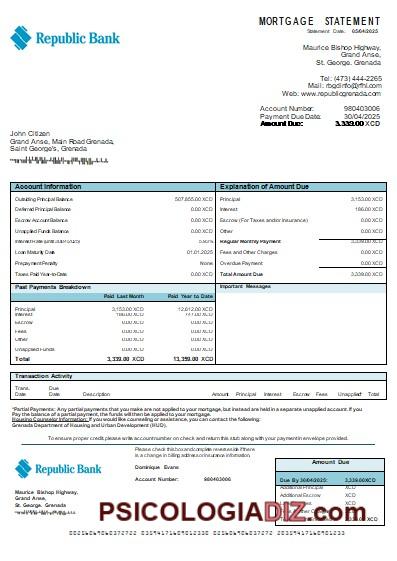 Republic Bank
MORTGAGE STATEMENT
Statement Date: 05/04/2025
Maurice Bishop Highway,
Grand Anse,
St. George. Grenada
Tel: (473) 444-2265
Mail: rbgdinfo@rfhl.com
Web: www.republicgrenada.com
Account Number: 980403006
Payment Due Date: 30/04/2025
Amount Due: 3,339.00 XCD
John Citizen
Grand Anse, Main Road Grenada,
Saint George's, Grenada
Account Information
Outstanding Principal Balance 507,855.00 XCD
Deferred Principal Balance 0.00 XCD
Escrow Account Balance 0.00 XCD
Unapplied Funds Balance 0.00 XCD
Interest Rate
Loan Maturity Date 01.01.2025
Prepayment Penalty None
Taxes Paid Year-to-Date 0.00 XCD
Explanation of Amount Due
Principal 3,153.00 XCD
Interest 186.00 XCD
Escrow (For Taxes and/or Insurance) 0.00 XCD
Other 0.00 XCD
Regular Monthly Payment 3,339.00 XCD
Fees and Other Charges 0.00 XCD
Overdue Payment 0.00 XCD
Total Amount Due 3,339.00 XCD
Past Payments Breakdown
Paid Last Month Paid Year to Date
Principal 3,153.00 XCD 12,612.00 XCD
Interest 186.00 XCD XCD
Escrow 0.00 XCD 0.00 XCD
Fees 0.00 XCD 0.00 XCD
Other 0.00 XCD 0.00 XCD
Unapplied Funds 0.00 XCD 0.00 XCD
Total 3,339.00 XCD 13,359.00 XCD
Important Messages
Transaction Activity
Trans. Date Due Date Description Amount Principal Interest Escrow Fees Unapplied Total
*Partial Payments: Any partial payments that you make are not applied to your mortgage, but instead are held in a separate unapplied account. If you
Pay the balance of a partial payment, the funds will then be applied to your mortgage.
Housing Counselor Information: If you would like counseling or assistance, you can contact the following:
Grenada Department of Housing and Urban Development (HUD).
To ensure proper credit, please write account number on check and return this stub along with your payment in envelope provided.
Republic Bank
Maurice Bishop Highway,
Grand Anse,
St. George. Grenada
Please check this box and complete reverse side if there
is a change in billing address or insurance information
Dominique Evans
Account Number: 980403006
Amount Due
Due By 30/04/2025: 3,339.00 XCD
XCD
Additional Escrow XCD
XCD
XCD
XCD
PSICOLOGIADIZ.com